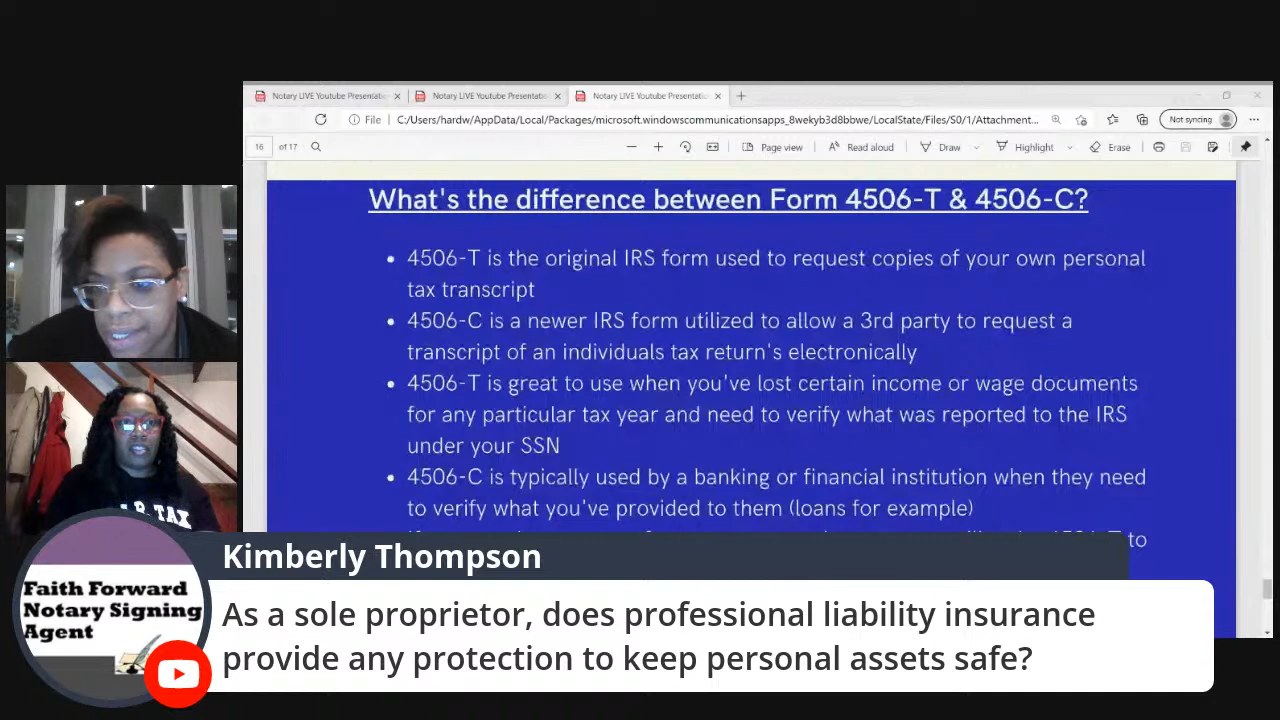 Notary LIVE Youtube Presentatio
Notary LIVE Youtube Presentatio
Notary LIVE Youtube Presentatio
File
C:/Users/hardw/AppData/Local/Packages/microsoft.windowscommunicationsapps_8wekyb3d8bbwe/LocalState/Files/S0/1/Attachment...
Not syncing
16 of 17
Page view
Read aloud
Draw
Highlight
Erase
What's the difference between Form 4506-T & 4506-C?
• 4506-T is the original IRS form used to request copies of your own personal
tax transcript
• 4506-C is a newer IRS form utilized to allow a 3rd party to request a
transcript of an individuals tax return's electronically
• 4506-T is great to use when you've lost certain income or wage documents
for any particular tax year and need to verify what was reported to the IRS
under your SSN
• 4506-C is typically used by a banking or financial institution when they need
to verify what you've provided to them (loans for example)
to
TAX
Faith Forward
Notary Signing
Agent
Kimberly Thompson
As a sole proprietor, does professional liability insurance
provide any protection to keep personal assets safe?